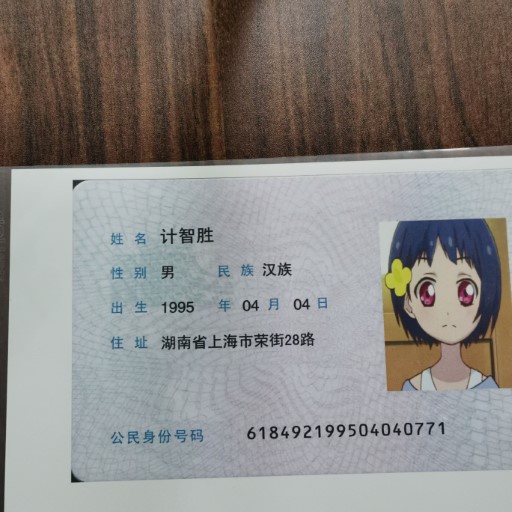 姓名 计智胜
性别 男 民族 汉族
出生 1995 年 04 月 04 日
住址 湖南省上海市荣街28路
公民身份号码 618492199504040771